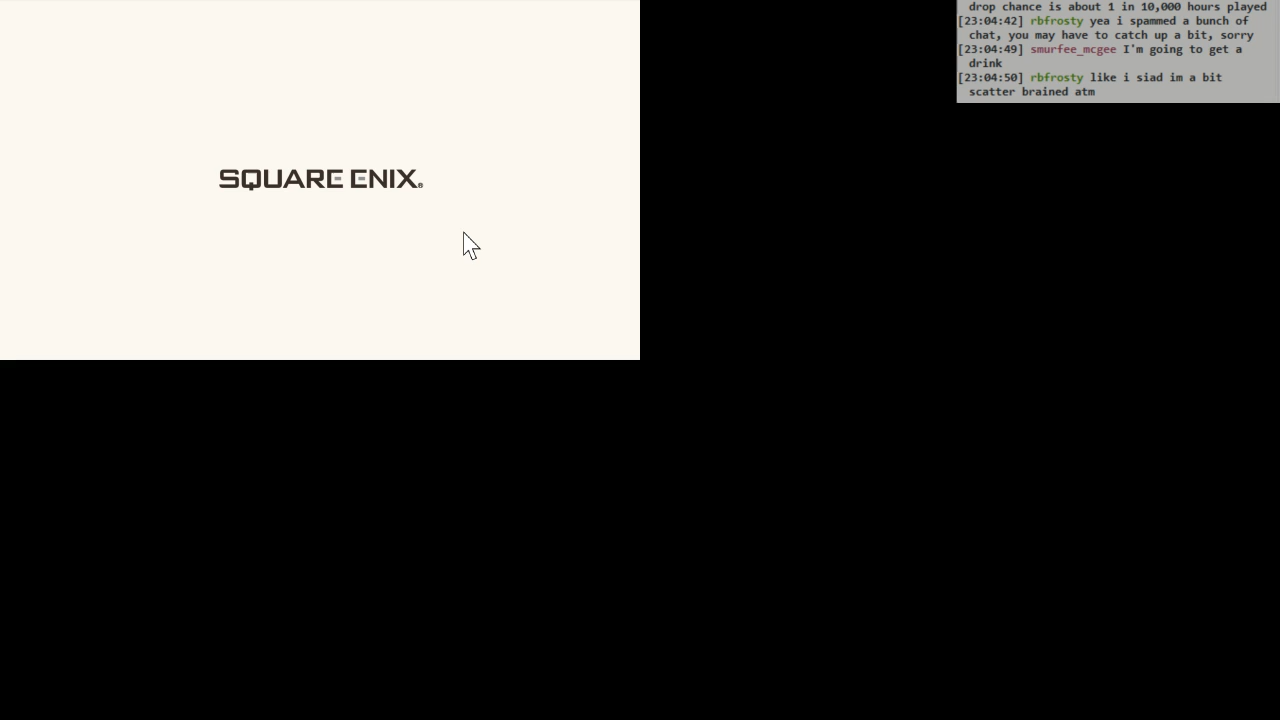 SQUARE ENIX®
drop chance is about 1 in 10,000 hours played
[23:04:42] rbfrosty yea i spammed a bunch of
chat, you may have to catch up a bit, sorry
[23:04:49] smurfee_mcgee I'm going to get a
drink
[23:04:50] rbfrosty like i siad im a bit
scatter brained atm